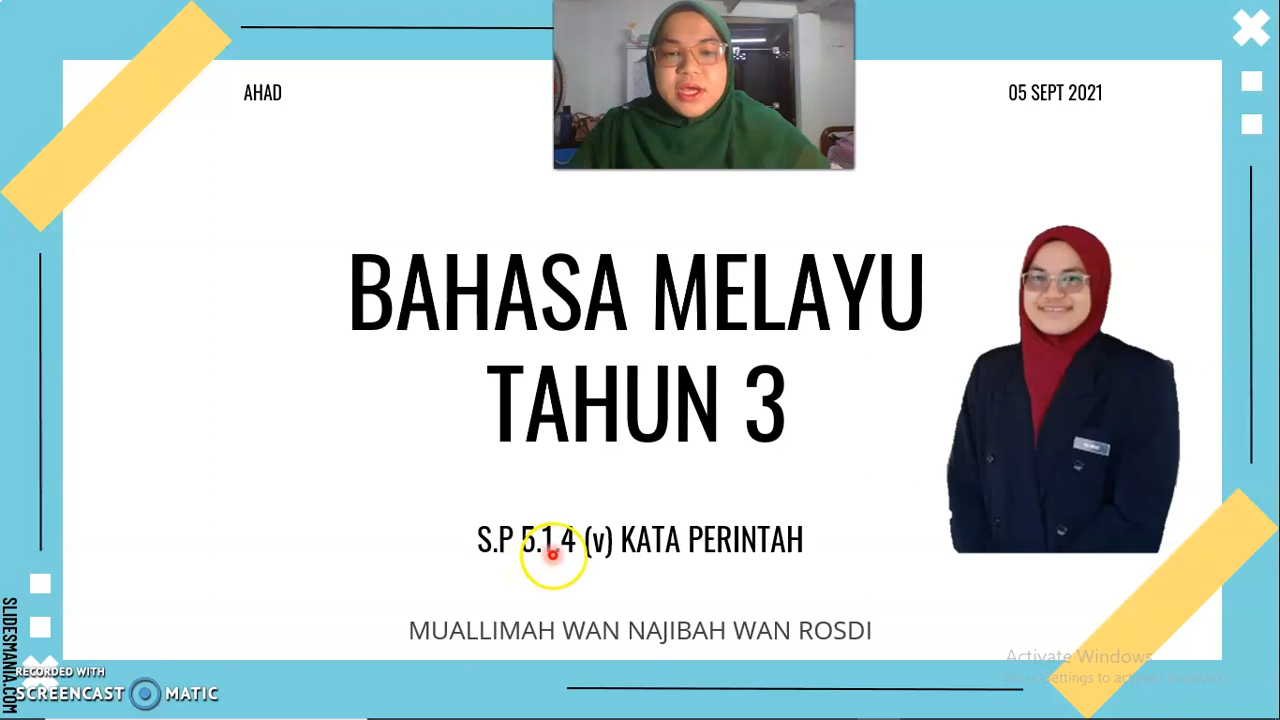 AHAD
05 SEPT 2021
BAHASA MELAYU
TAHUN 3
S.P 5.1.4 (v) KATA PERINTAH
MUALLIMAH WAN NAJIBAH WAN ROSDI
Activate Windows
SLIDESMANIA.COM
RECORDED WITH
SCREENCAST MATIC